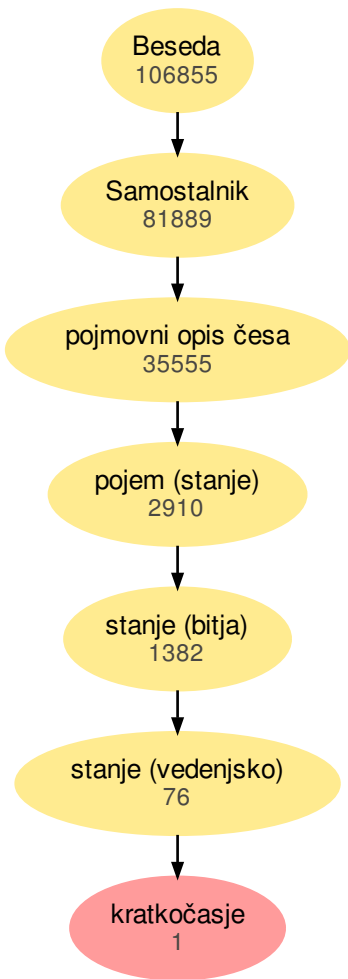 Beseda
106855
Samostalnik
81889
pojmovni opis česa
35555
pojem (stanje)
2910
stanje (bitja)
1382
stanje (vedenjsko)
76
kratkočasje
1